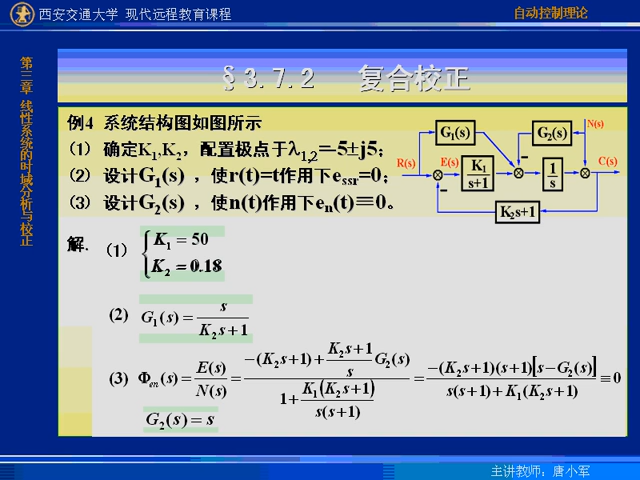 西安交通大学 现代远程教育课程
自动控制理论
第三章 线性系统的时域分析与校正
§3.7.2 复合校正
例4 系统结构图如图所示
(1) 确定K₁,K₂，配置极点于λ₁,₂=-5±j5；
(2) 设计G₁(s)，使r(t)=t作用下eₛₛᵣ=0；
(3) 设计G₂(s)，使n(t)作用下eₙ(t)≡0。
G₁(s) G₂(s) N(s)
R(s) E(s) K₁/(s+1) 1/s C(s)
- - -
K₂s+1
解. (1) { K₁ = 50
K₂ = 0.18
(2) G₁(s) = s/(K₂s+1)
(3) Φₑₙ(s) = E(s)/N(s) = [-(K₂s+1)+(K₂s+1)/s G₂(s)]/[1+K₁(K₂s+1)/(s(s+1))] = -(K₂s+1)(s+1)[s-G₂(s)]/[s(s+1)+K₁(K₂s+1)] ≡ 0
G₂(s) = s
主讲教师：唐小军